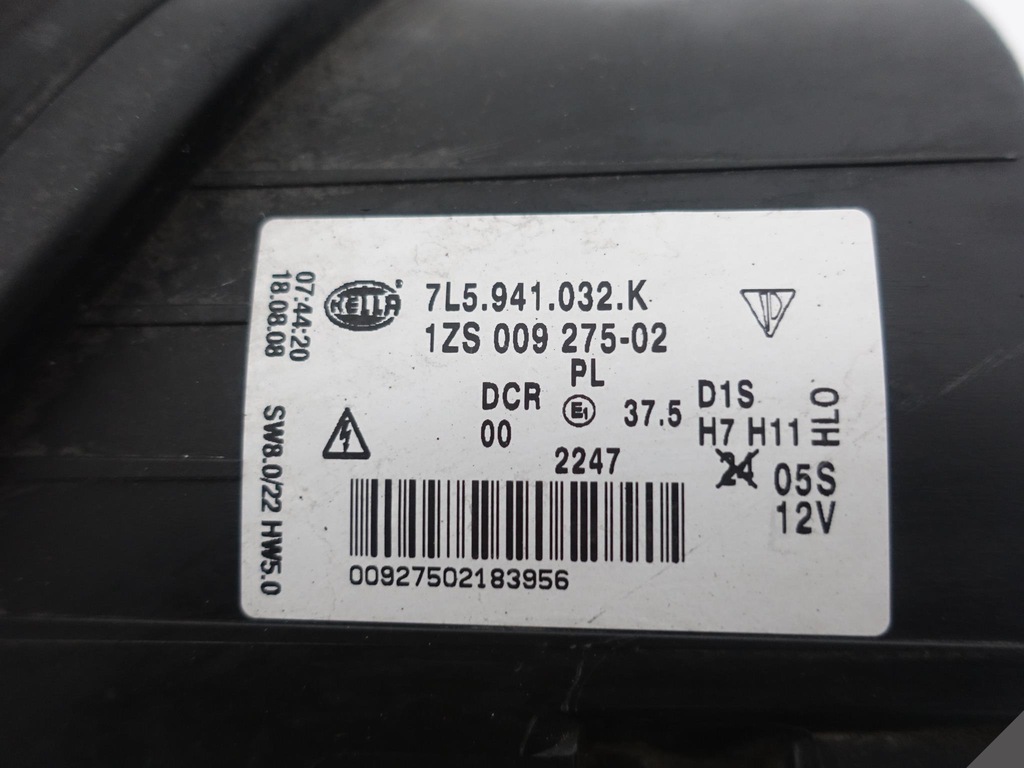 07:44:20
18.08.08
SW8.0/22 HW5.0
HELLA
7L5.941.032.K
1ZS 009 275-02
PL
DCR
00
E1
37.5
2247
D1S
H7 H11
HL0
24 05S
12V
00927502183956